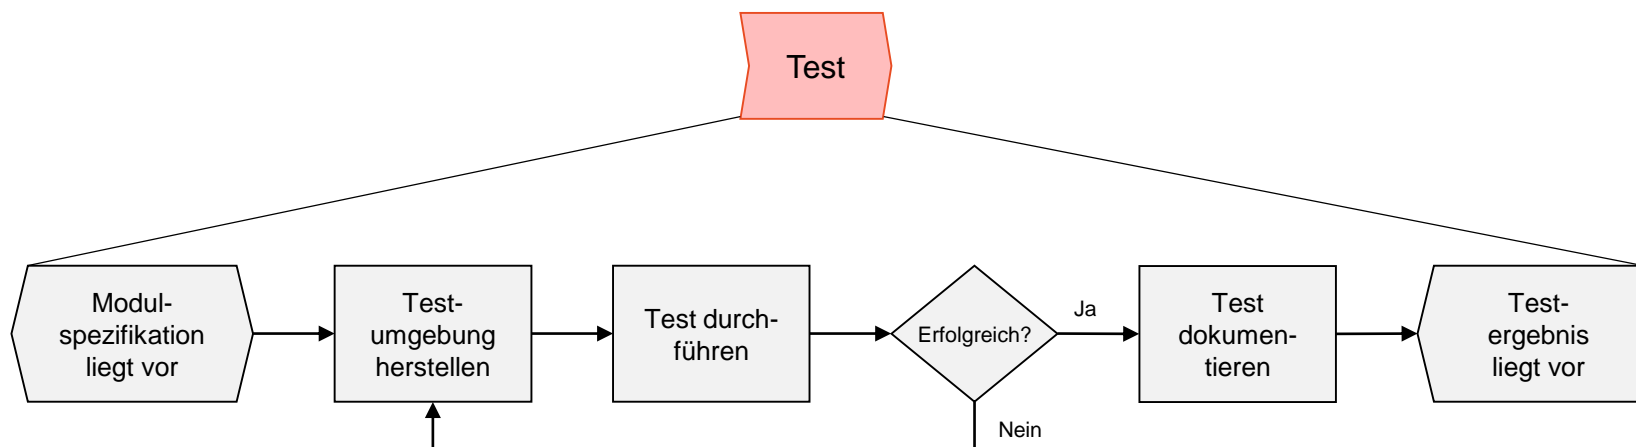 Test
Modul-
spezifikation
liegt vor
Test-
umgebung
herstellen
Test durch-
führen
Erfolgreich?
Ja
Test
dokumen-
tieren
Test-
ergebnis
liegt vor
Nein